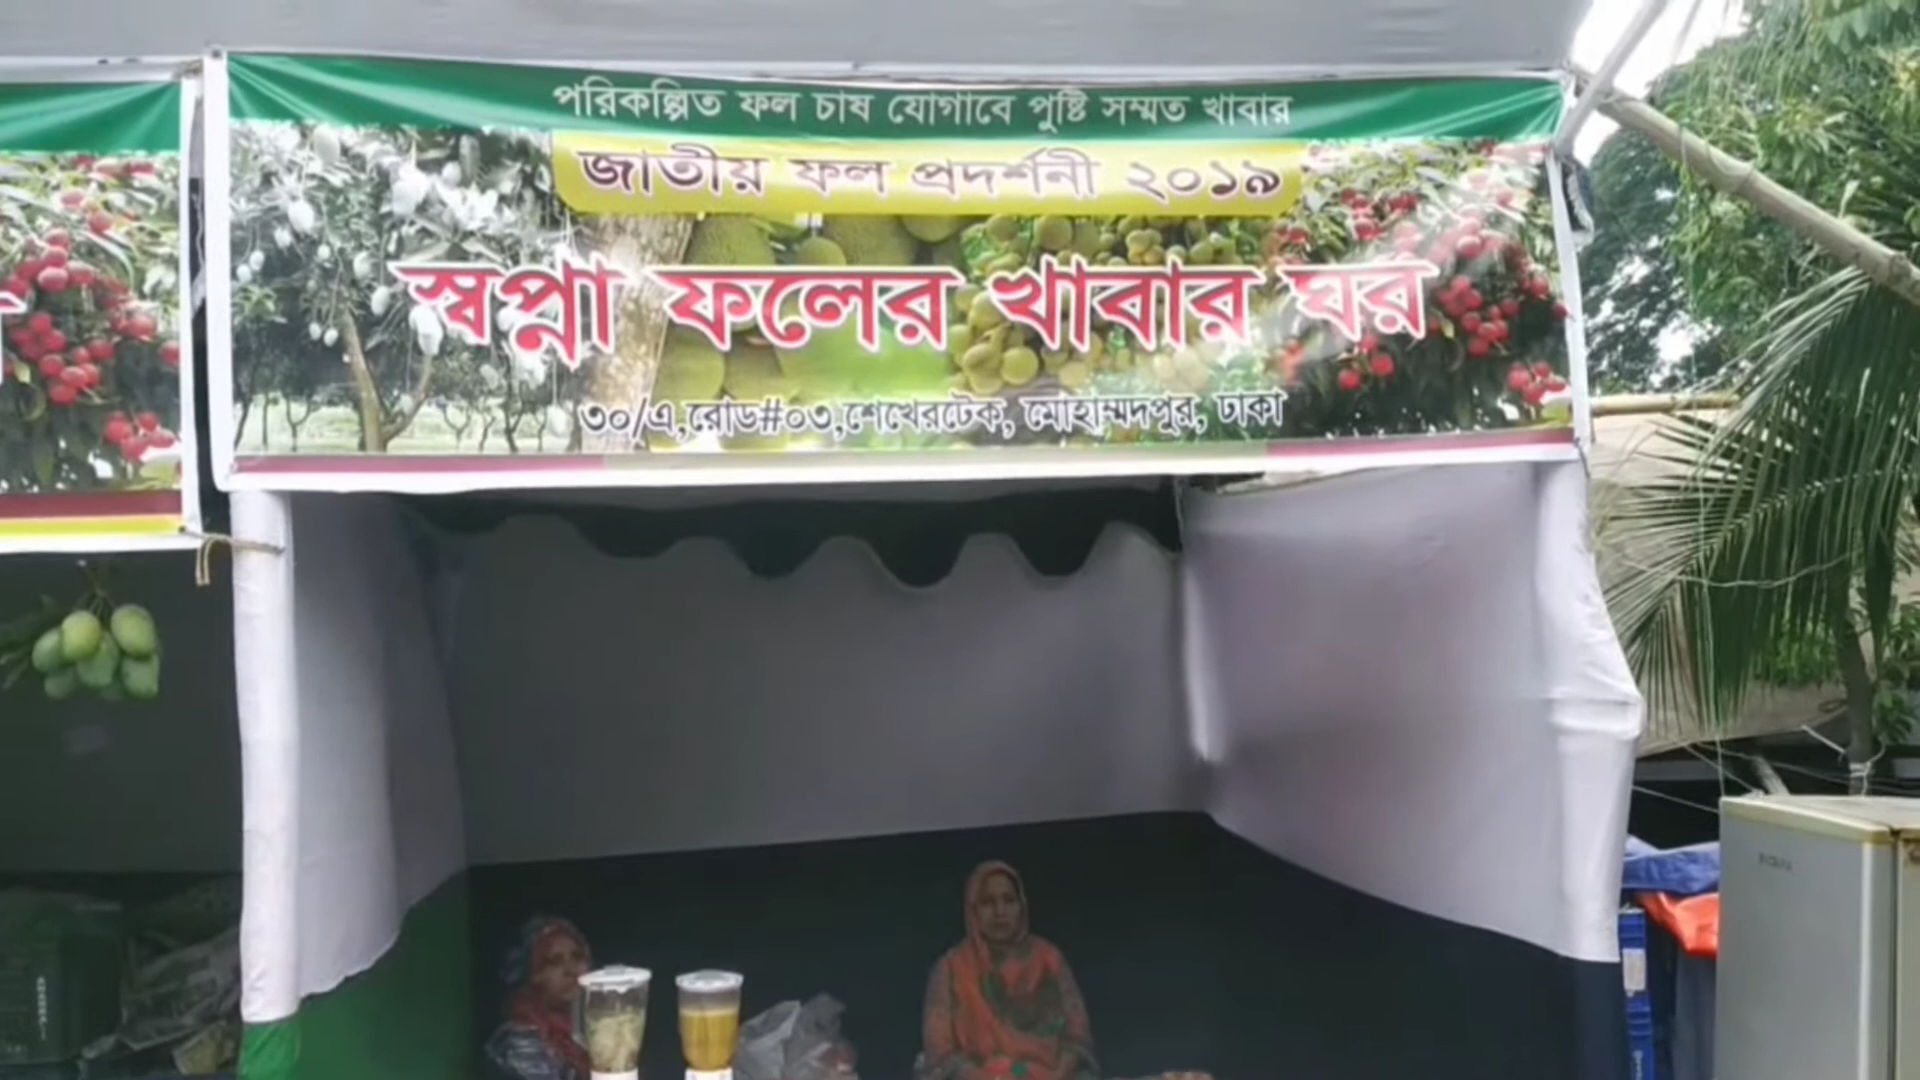 পরিকল্পিত ফল চাষ যোগাবে পুষ্টি সম্মত খাবার
জাতীয় ফল প্রদর্শনী ২০১৯
স্বপ্না ফলের খাবার ঘর
৩০/এ,রোড#০৩,শেখেরটেক, মোহাম্মদপুর, ঢাকা